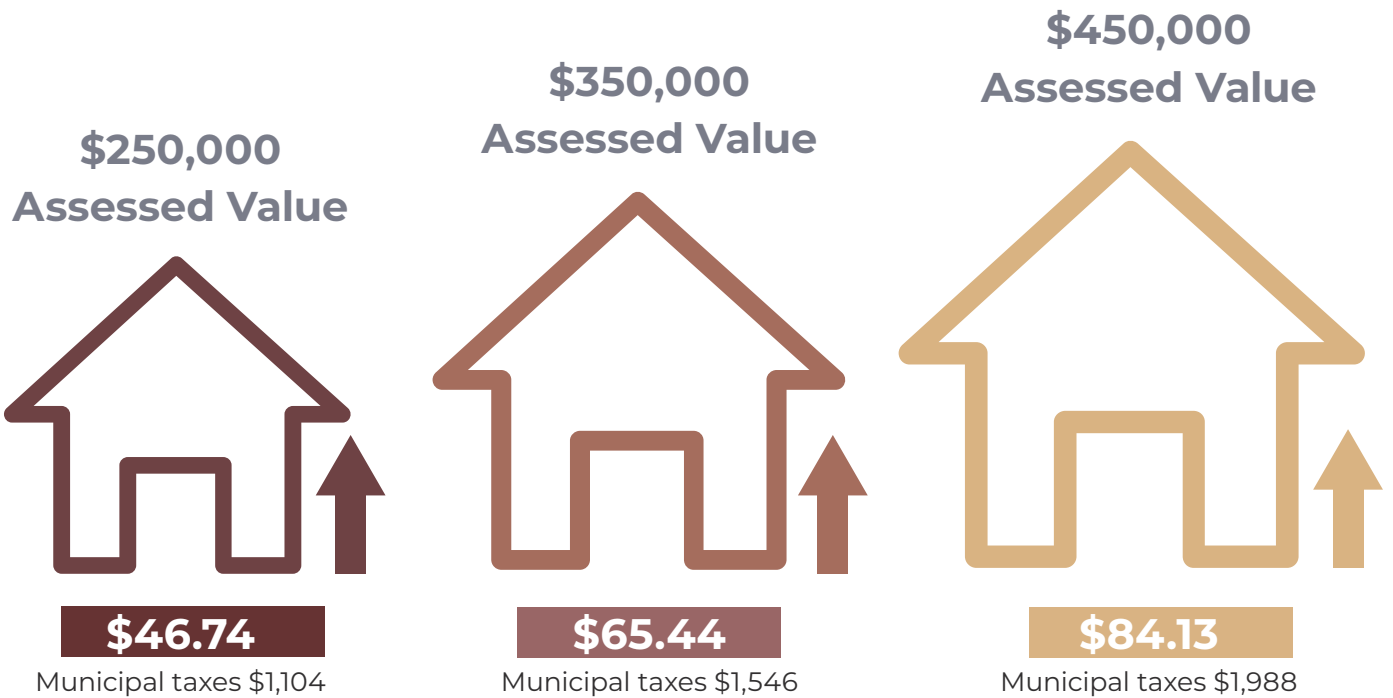 $250,000
Assessed Value
$46.74
Municipal taxes $1,104
$350,000
Assessed Value
$65.44
Municipal taxes $1,546
$450,000
Assessed Value
$84.13
Municipal taxes $1,988